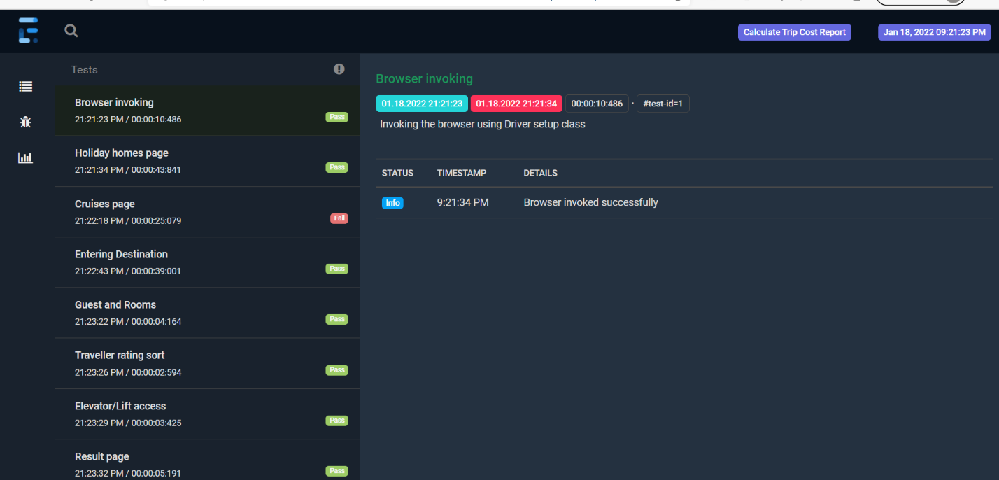 Calculate Trip Cost Report
Jan 18, 2022 09:21:23 PM
Tests
Browser invoking
21:21:23 PM / 00:00:10:486
Pass
Holiday homes page
21:21:34 PM / 00:00:43:841
Pass
Cruises page
21:22:18 PM / 00:00:25:079
Fail
Entering Destination
21:22:43 PM / 00:00:39:001
Pass
Guest and Rooms
21:23:22 PM / 00:00:04:164
Pass
Traveller rating sort
21:23:26 PM / 00:00:02:594
Pass
Elevator/Lift access
21:23:29 PM / 00:00:03:425
Pass
Result page
21:23:32 PM / 00:00:05:191
Pass
Browser invoking
01.18.2022 21:21:23 01.18.2022 21:21:34 00:00:10:486 · #test-id=1
Invoking the browser using Driver setup class
STATUS TIMESTAMP DETAILS
Info 9:21:34 PM Browser invoked successfully